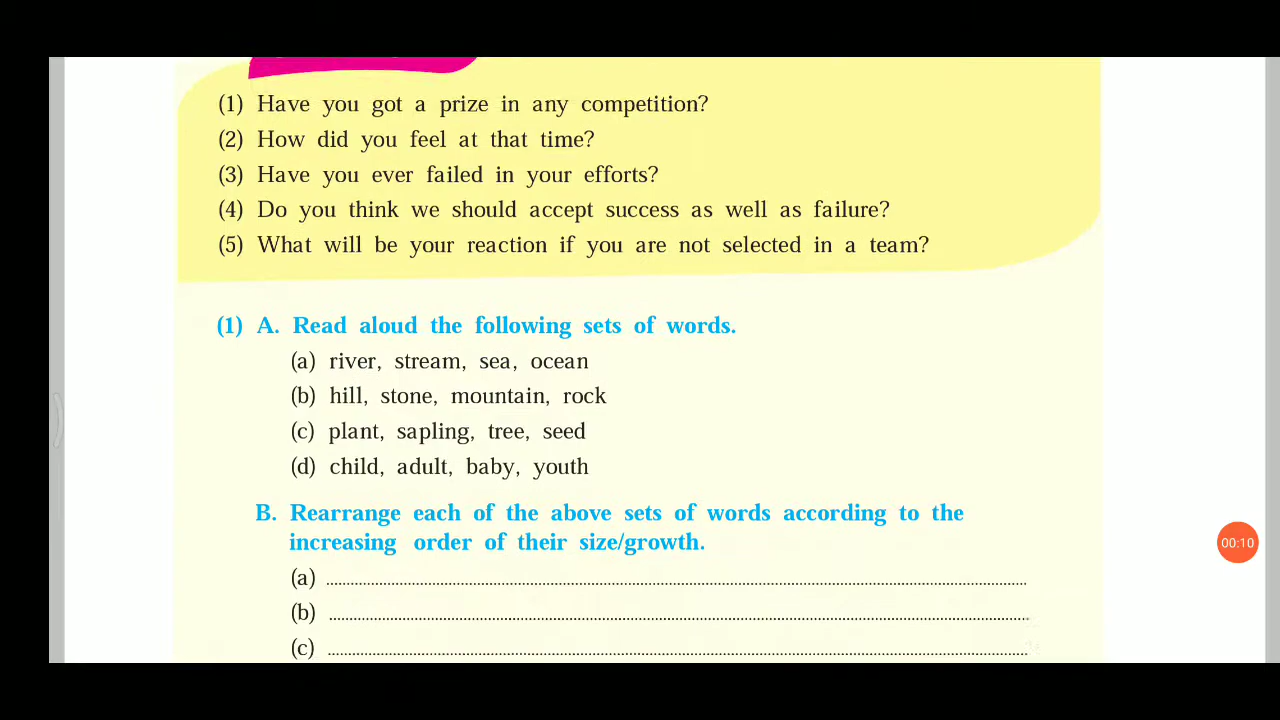 (1) Have you got a prize in any competition?
(2) How did you feel at that time?
(3) Have you ever failed in your efforts?
(4) Do you think we should accept success as well as failure?
(5) What will be your reaction if you are not selected in a team?
(1) A. Read aloud the following sets of words.
(a) river, stream, sea, ocean
(b) hill, stone, mountain, rock
(c) plant, sapling, tree, seed
(d) child, adult, baby, youth
B. Rearrange each of the above sets of words according to the
increasing order of their size/growth.
(a) ................................................................
(b) ................................................................
(c) ................................................................
00:10